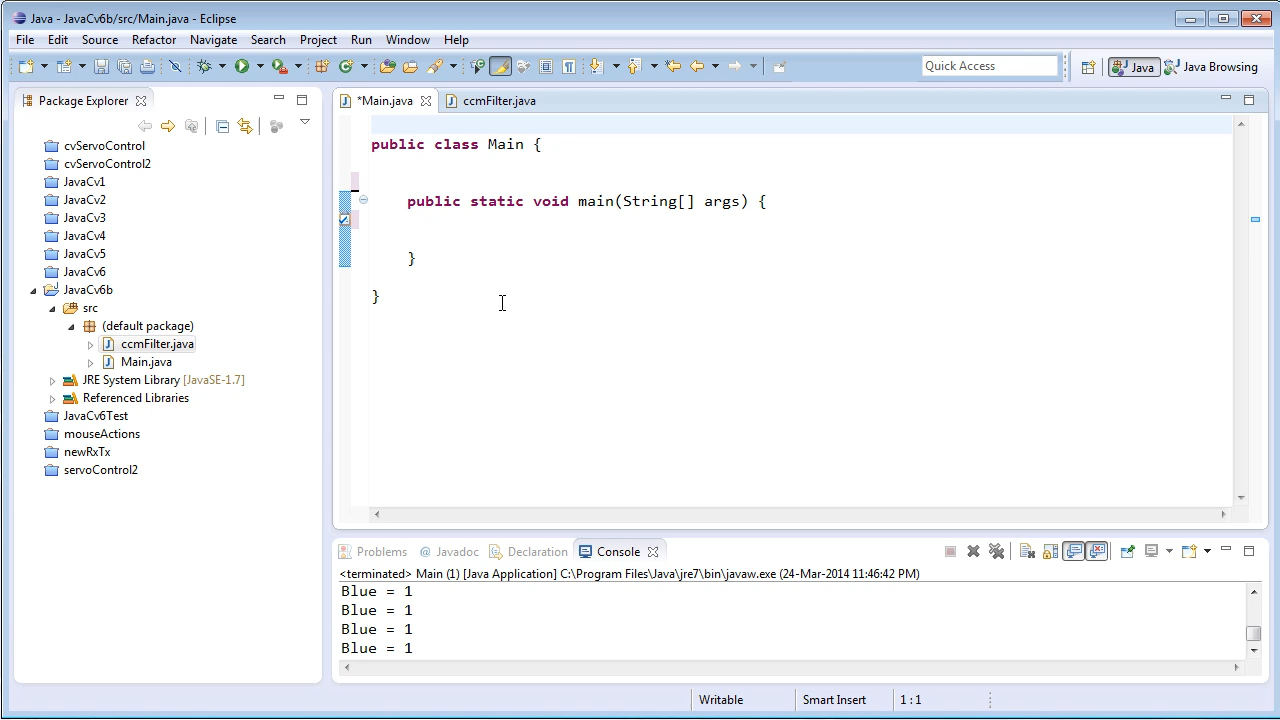 Java - JavaCv6b/src/Main.java - Eclipse
File Edit Source Refactor Navigate Search Project Run Window Help
Quick Access
Java
Java Browsing
Package Explorer
*Main.java
ccmFilter.java
cvServoControl
cvServoControl2
JavaCv1
JavaCv2
JavaCv3
JavaCv4
JavaCv5
JavaCv6
JavaCv6b
src
(default package)
ccmFilter.java
Main.java
JRE System Library [JavaSE-1.7]
Referenced Libraries
JavaCv6Test
mouseActions
newRxTx
servoControl2
public class Main {
public static void main(String[] args) {
}
}
Problems @ Javadoc Declaration Console
<terminated> Main (1) [Java Application] C:\Program Files\Java\jre7\bin\javaw.exe (24-Mar-2014 11:46:42 PM)
Blue = 1
Blue = 1
Blue = 1
Blue = 1
Writable Smart Insert 1 : 1